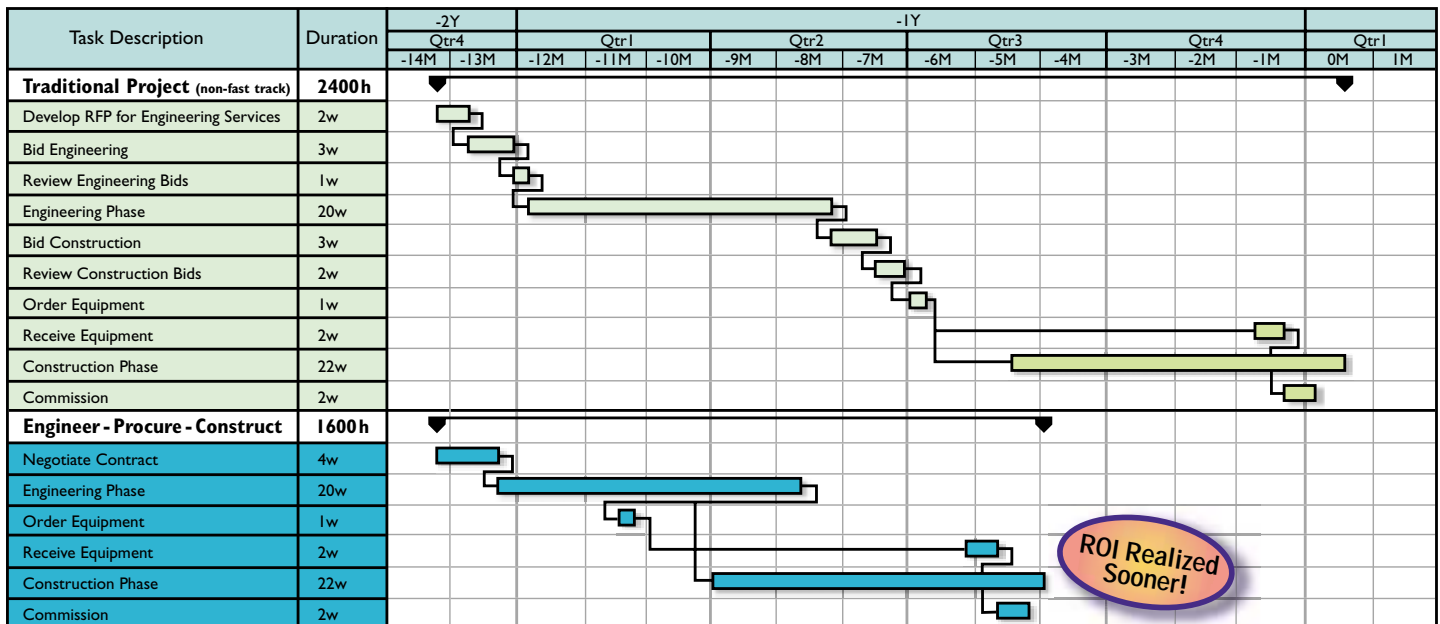 Task Description Duration -2Y -1Y
Qtr4 Qtr1 Qtr2 Qtr3 Qtr4 Qtr1
-14M -13M -12M -11M -10M -9M -8M -7M -6M -5M -4M -3M -2M -1M 0M 1M
Traditional Project (non-fast track) 2400h
Develop RFP for Engineering Services 2w
Bid Engineering 3w
Review Engineering Bids 1w
Engineering Phase 20w
Bid Construction 3w
Review Construction Bids 2w
Order Equipment 1w
Receive Equipment 2w
Construction Phase 22w
Commission 2w
Engineer-Procure-Construct 1600h
Negotiate Contract 4w
Engineering Phase 20w
Order Equipment 1w
Receive Equipment 2w
Construction Phase 22w
Commission 2w
ROI Realized
Sooner!